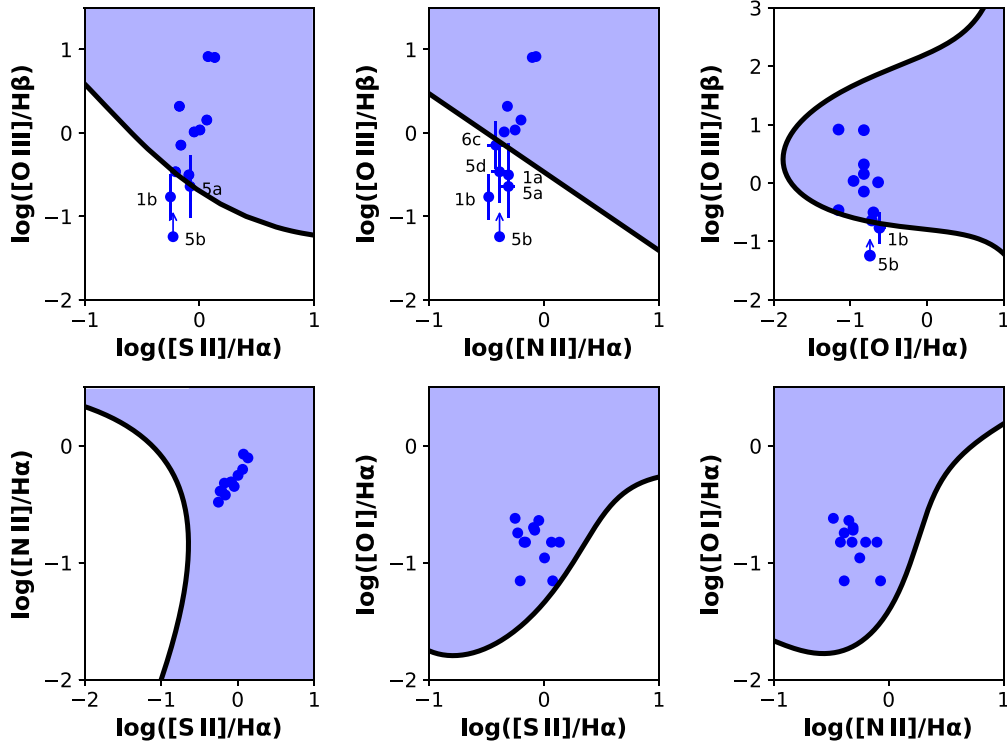 1
0
−1
−2
−1
0
1
log([O III]/Hβ)
log([S II]/Hα)
1b
5a
5b
1
0
−1
−2
−1
0
1
log([O III]/Hβ)
log([N II]/Hα)
6c
5d
1a
5a
1b
5b
3
2
1
0
−1
−2
−2
−1
0
1
log([O III]/Hβ)
log([O I]/Hα)
1b
5b
0
−1
−2
−2
−1
0
1
log([N II]/Hα)
log([S II]/Hα)
0
−1
−2
−1
0
1
log([O I]/Hα)
log([S II]/Hα)
0
−1
−2
−1
0
1
log([O I]/Hα)
log([N II]/Hα)